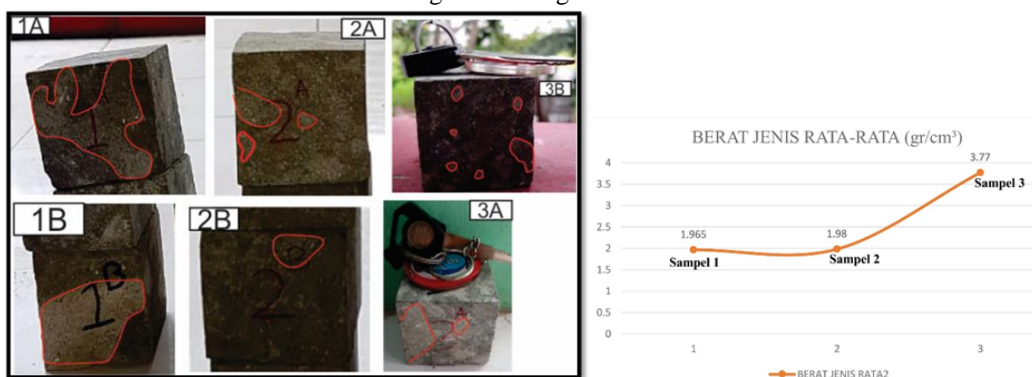 1A
2A
3B
1
A
2
1B
2B
3A
B
1
B
2
A
BERAT JENIS RATA-RATA (gr/cm³)
4
3.5
3
2.5
2
1.5
1
0.5
0
1.965
Sampel 1
1.98
Sampel 2
3.77
Sampel 3
1
2
3
BERAT JENIS RATA2